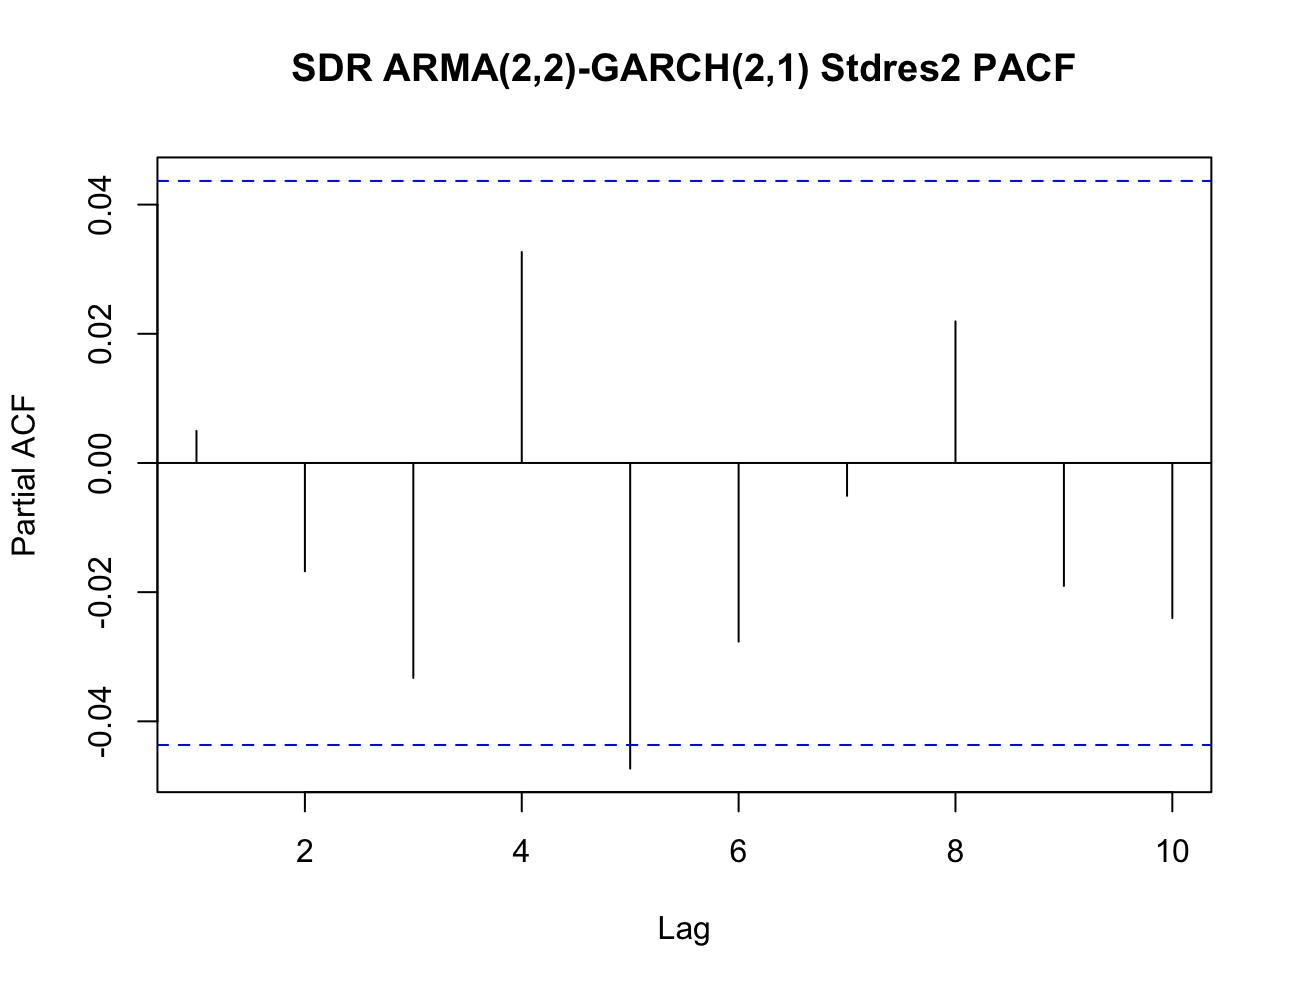 SDR ARMA(2,2)-GARCH(2,1) Stdres2 PACF
Partial ACF
0.04
0.02
0.00
-0.02
-0.04
2 4 6 8 10
Lag